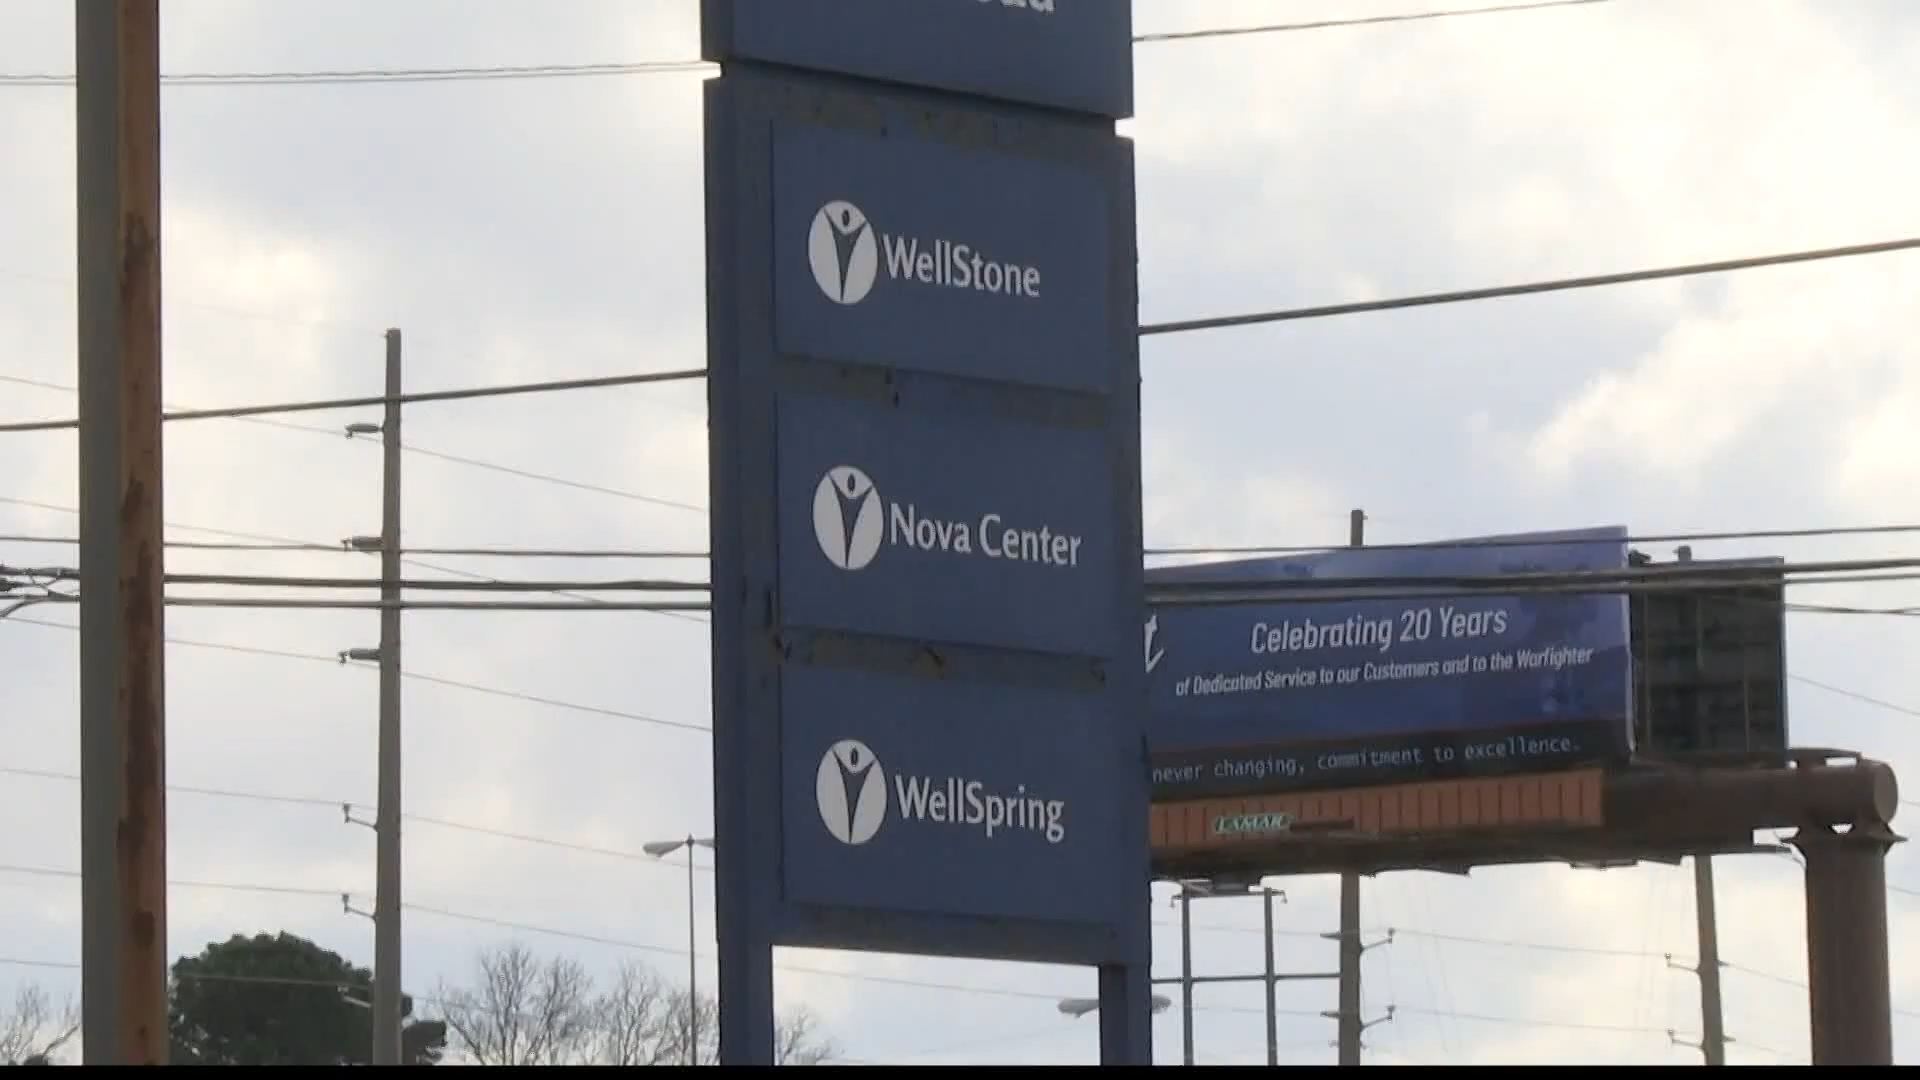 WellStone
Nova Center
WellSpring
Celebrating 20 Years
of Dedicated Service to our Customers and to the Warfighter
never changing, commitment to excellence.
LAMAR